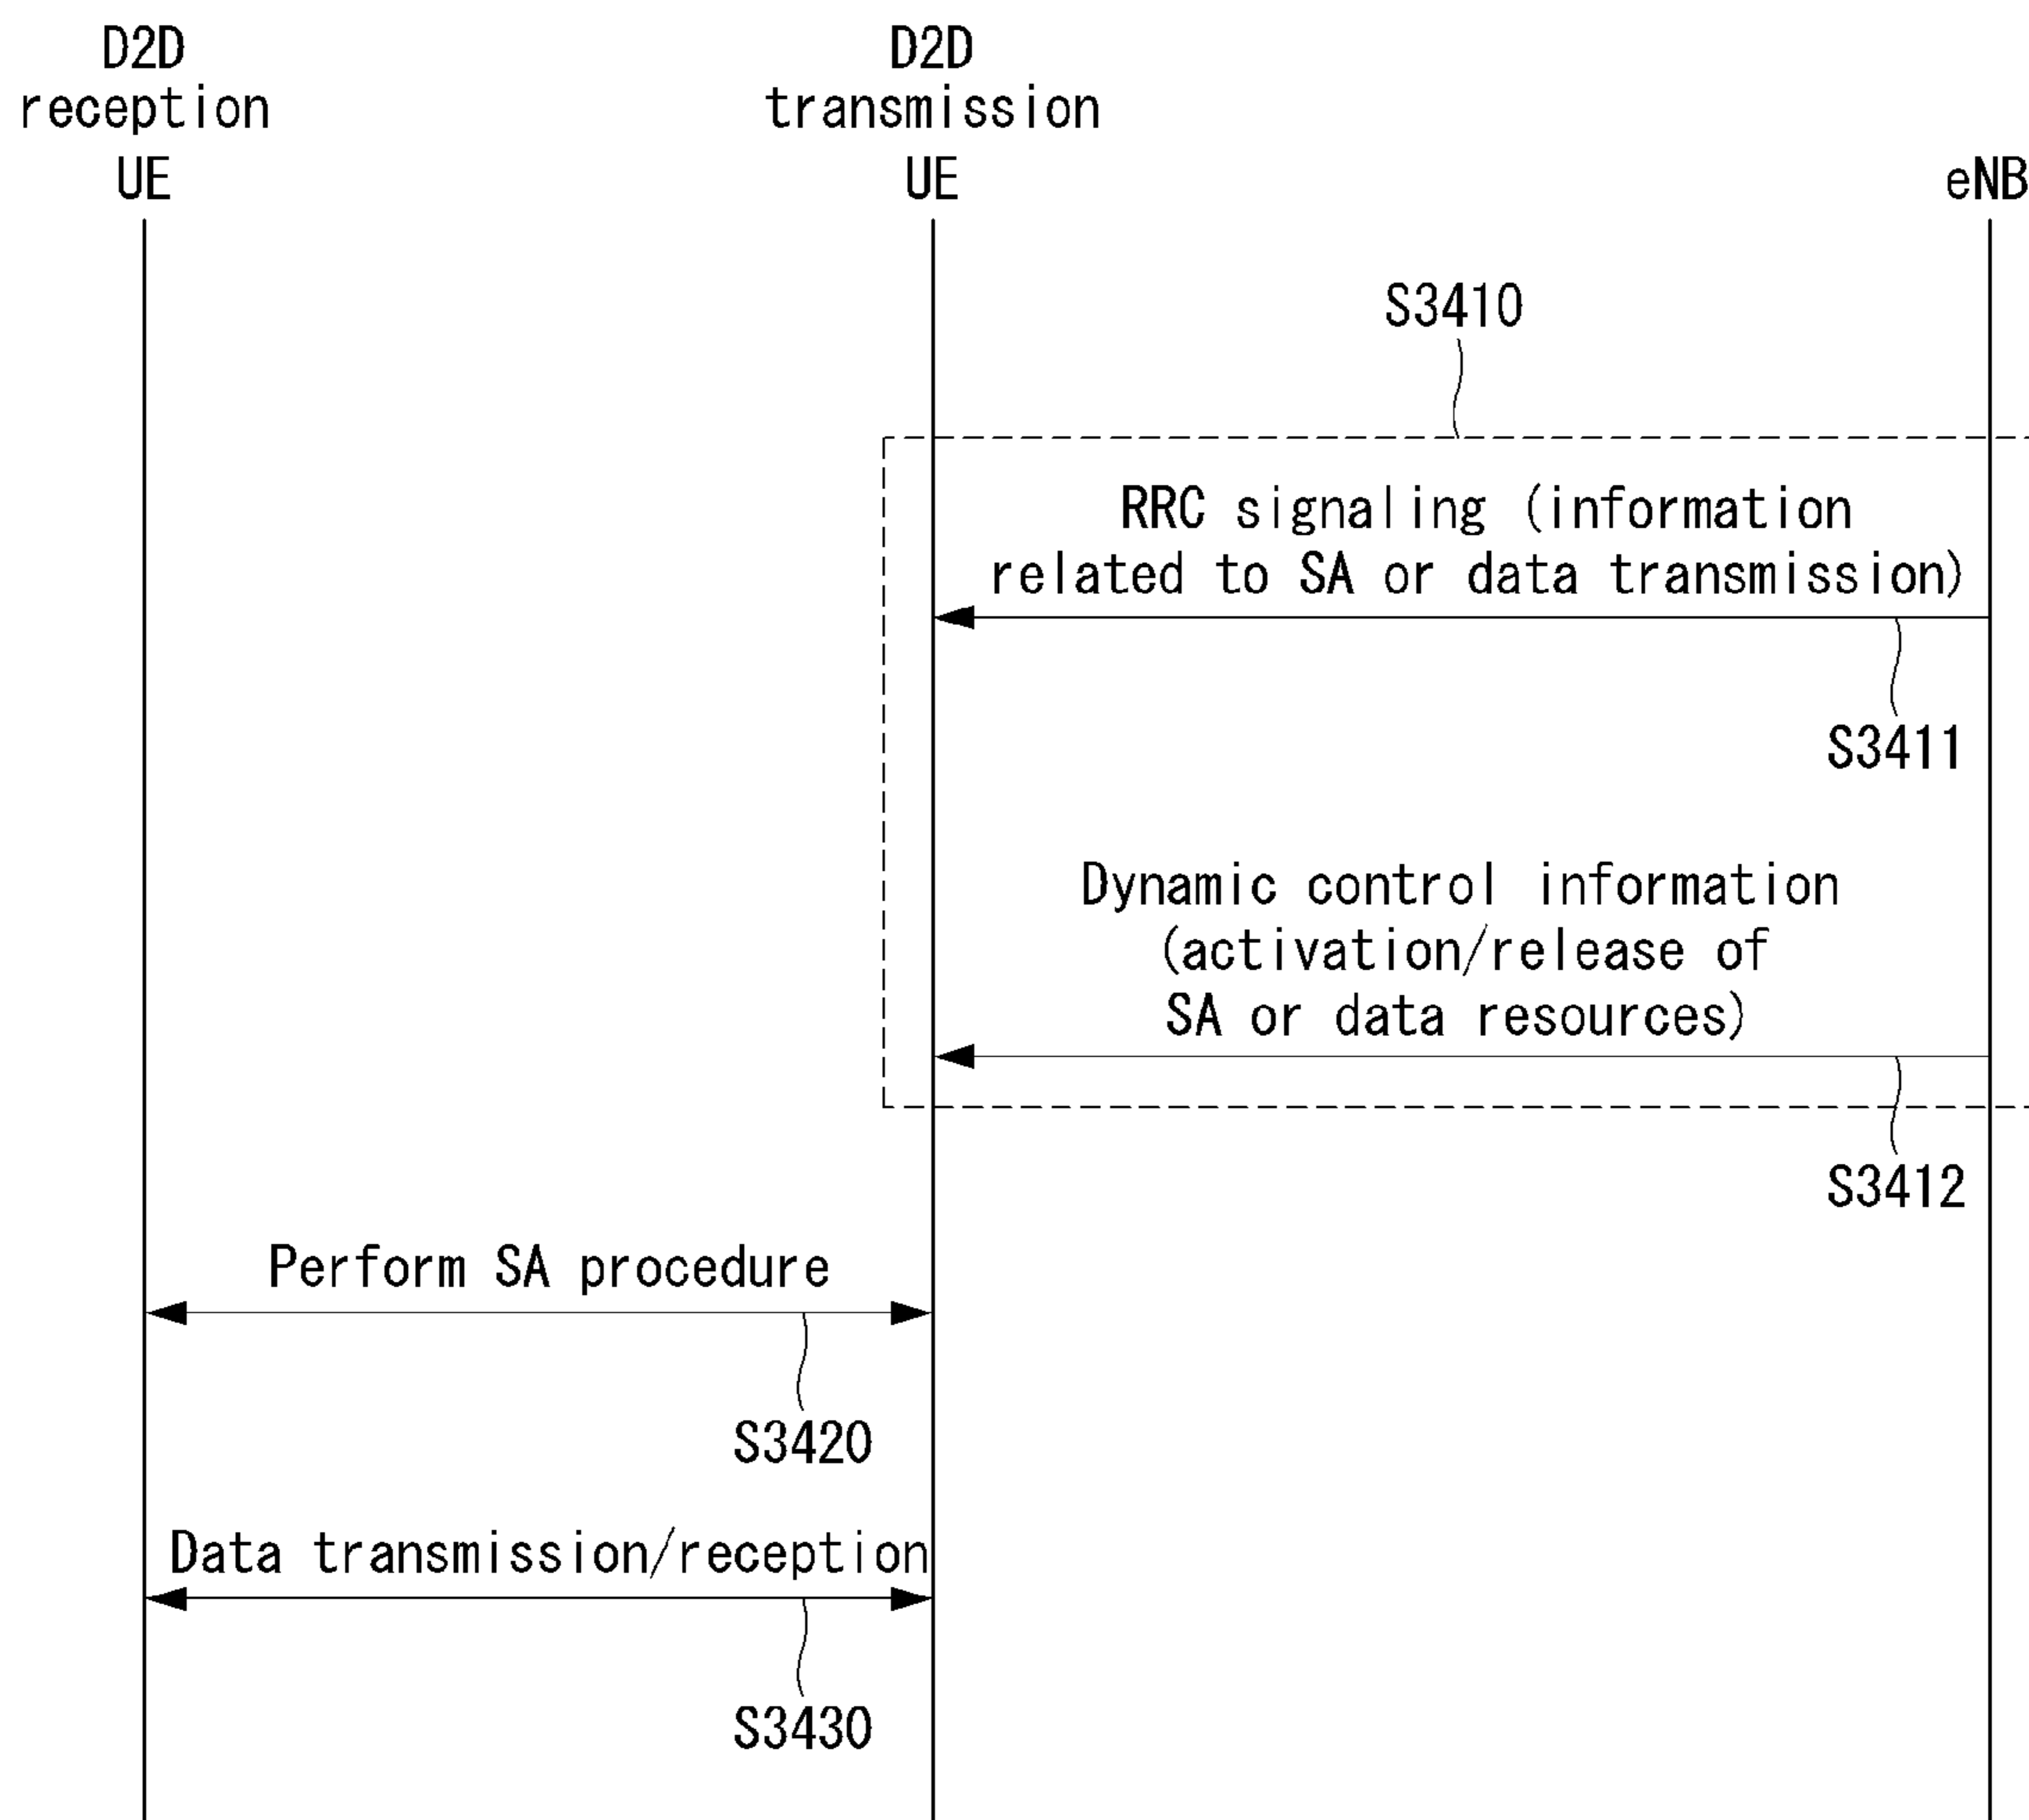 D2D
reception
UE
D2D
transmission
UE
eNB
S3410
RRC signaling (information
related to SA or data transmission)
S3411
Dynamic control information
(activation/release of
SA or data resources)
S3412
Perform SA procedure
S3420
Data transmission/reception
S3430